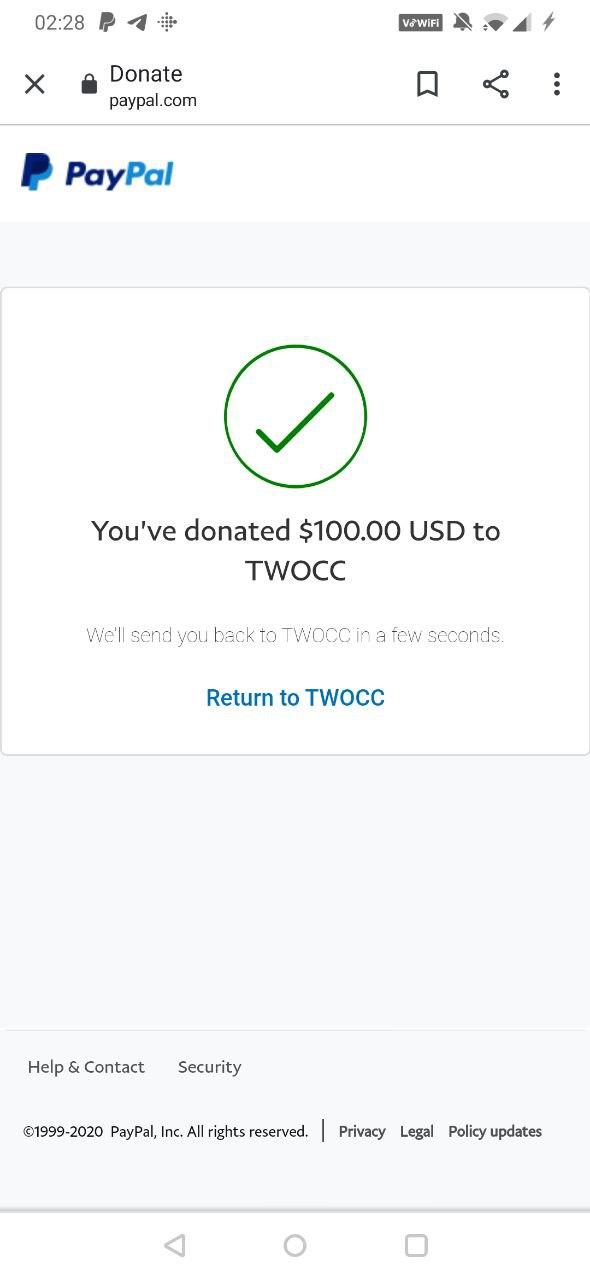 02:28 VoWiFi
Donate
paypal.com
PayPal
You've donated $100.00 USD to
TWOCC
We'll send you back to TWOCC in a few seconds.
Return to TWOCC
Help & Contact Security
©1999-2020 PayPal, Inc. All rights reserved. | Privacy Legal Policy updates